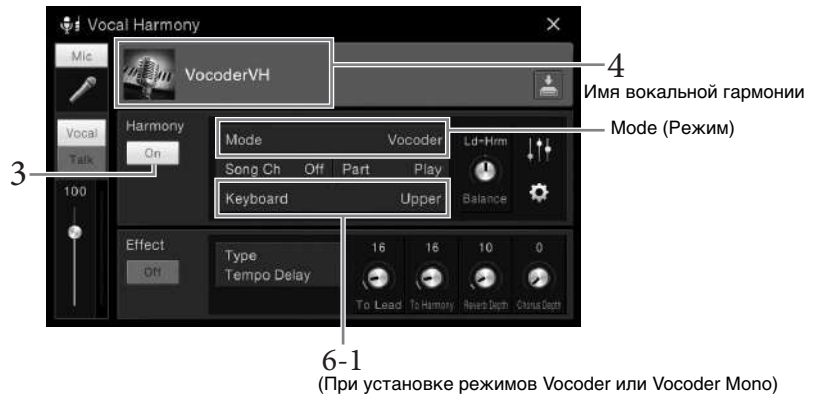 Vocal Harmony
Mic
VocoderVH
4
Имя вокальной гармонии
Vocal
Talk
100
Harmony
On
3
Mode Vocoder
Mode (Режим)
Song Ch Off Part Play
Keyboard Upper
Ld-Hrm
Balance
Effect
Off
Type
Tempo Delay
16 16 10 0
To Lead To Harmony Reverb Depth Chorus Depth
6-1
(При установке режимов Vocoder или Vocoder Mono)